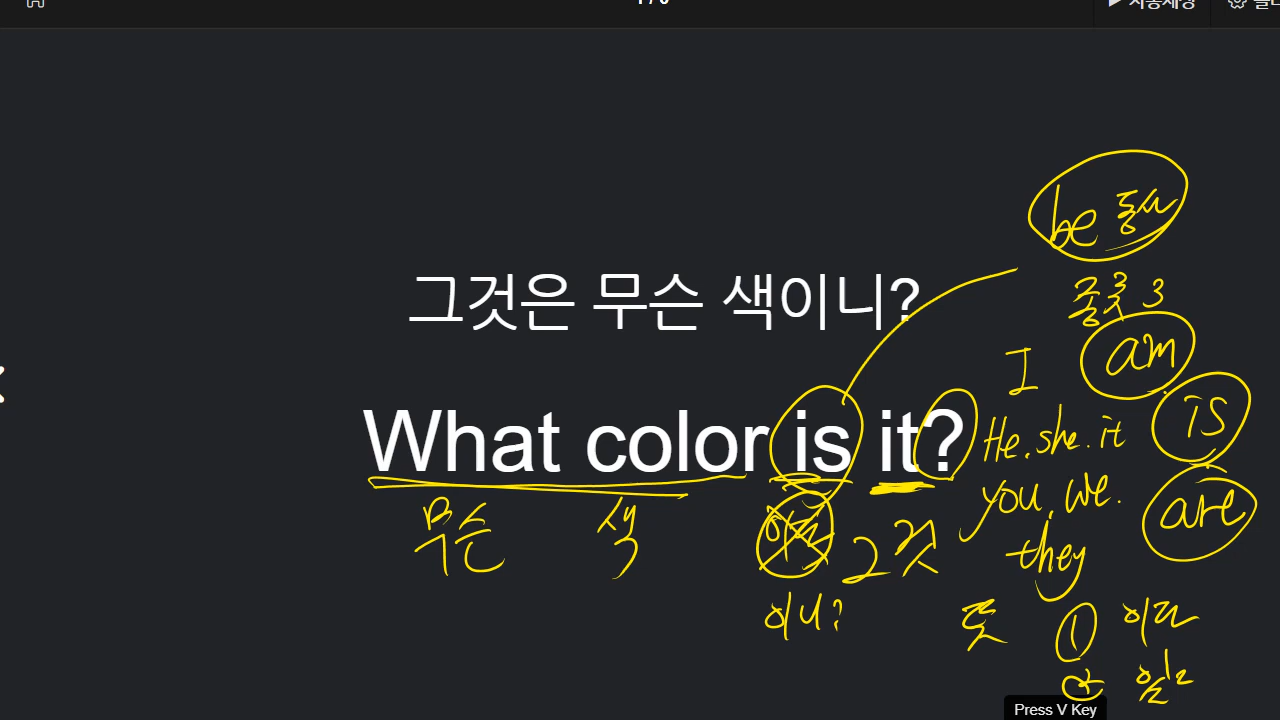 be 동사
그것은 무슨 색이니?
종류 3
I am
What color is it?
He. she. it is
you, we. are
they
무슨 색 그것
이니?
뜻 ① 이다
②
Press V Key